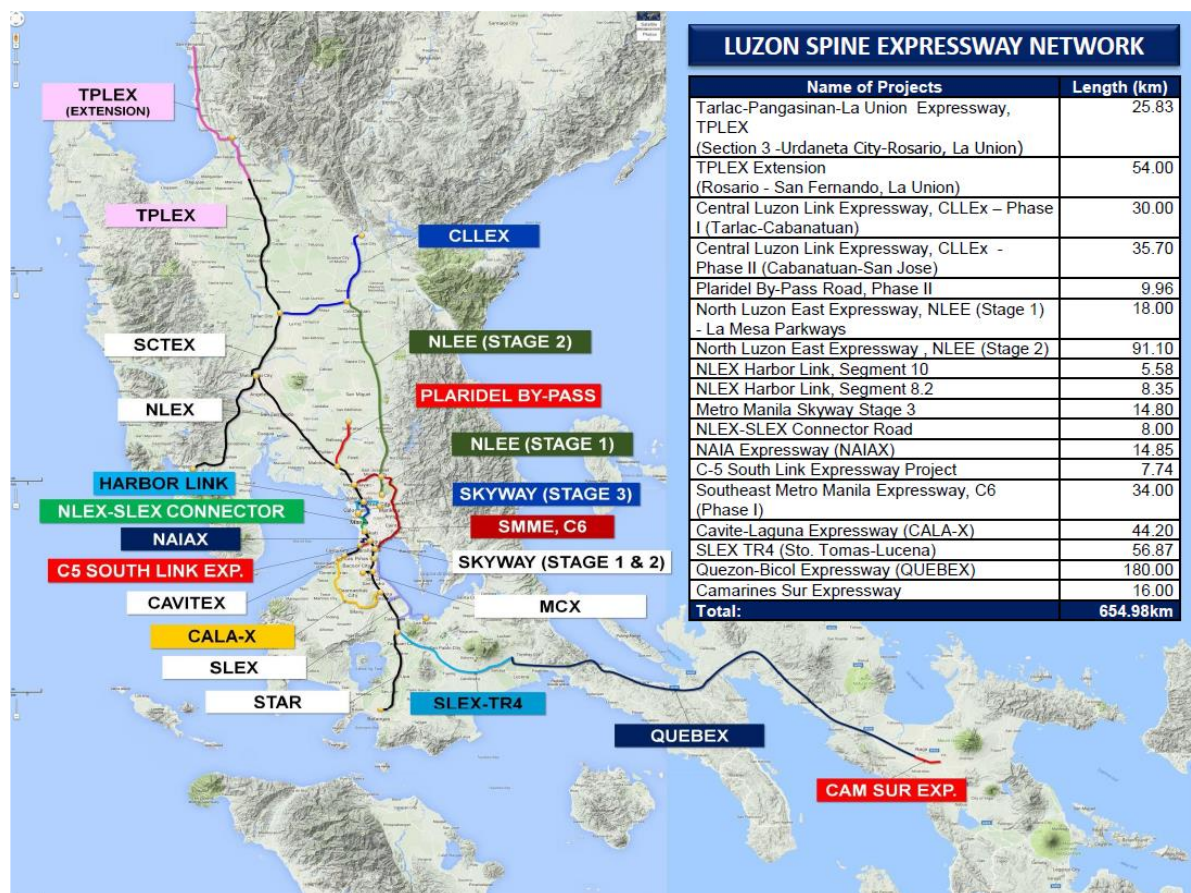 LUZON SPINE EXPRESSWAY NETWORK
Name of Projects Length (km)
Tarlac-Pangasinan-La Union Expressway, 25.83
TPLEX
(Section 3 -Urdaneta City-Rosario, La Union)
TPLEX Extension 54.00
(Rosario - San Fernando, La Union)
Central Luzon Link Expressway, CLLEx – Phase 30.00
I (Tarlac-Cabanatuan)
Central Luzon Link Expressway, CLLEx - 35.70
Phase II (Cabanatuan-San Jose)
Plaridel By-Pass Road, Phase II 9.96
North Luzon East Expressway, NLEE (Stage 1) 18.00
- La Mesa Parkways
North Luzon East Expressway , NLEE (Stage 2) 91.10
NLEX Harbor Link, Segment 10 5.58
NLEX Harbor Link, Segment 8.2 8.35
Metro Manila Skyway Stage 3 14.80
NLEX-SLEX Connector Road 8.00
NAIA Expressway (NAIAX) 14.85
C-5 South Link Expressway Project 7.74
Southeast Metro Manila Expressway, C6 34.00
(Phase I)
Cavite-Laguna Expressway (CALA-X) 44.20
SLEX TR4 (Sto. Tomas-Lucena) 56.87
Quezon-Bicol Expressway (QUEBEX) 180.00
Camarines Sur Expressway 16.00
Total: 654.98km
TPLEX
(EXTENSION)
TPLEX
CLLEX
SCTEX
NLEE (STAGE 2)
PLARIDEL BY-PASS
NLEX
NLEE (STAGE 1)
HARBOR LINK
SKYWAY (STAGE 3)
NLEX-SLEX CONNECTOR
SMME, C6
NAIAX
SKYWAY (STAGE 1 & 2)
C5 SOUTH LINK EXP.
CAVITEX
MCX
CALA-X
SLEX
STAR
SLEX-TR4
QUEBEX
CAM SUR EXP.